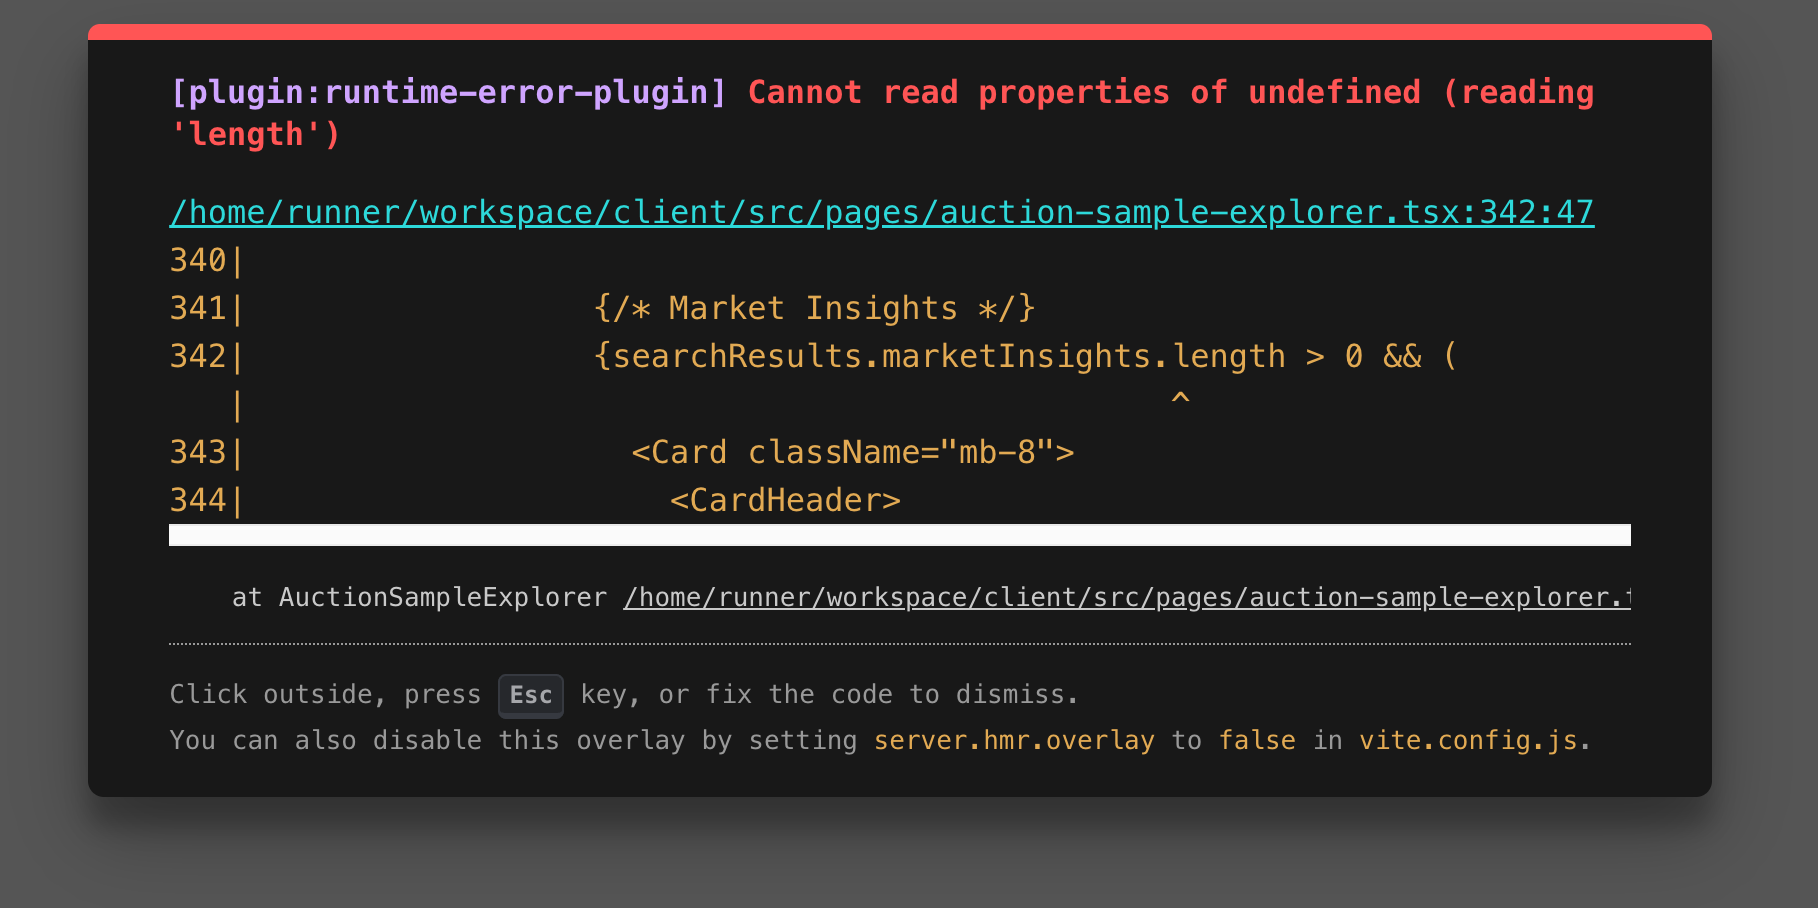 [plugin:runtime-error-plugin] Cannot read properties of undefined (reading
'length')
/home/runner/workspace/client/src/pages/auction-sample-explorer.tsx:342:47
340|
341|                  {/* Market Insights */}
342|                  {searchResults.marketInsights.length > 0 && (
   |                                                ^
343|                    <Card className="mb-8">
344|                      <CardHeader>
at AuctionSampleExplorer /home/runner/workspace/client/src/pages/auction-sample-explorer.
Click outside, press Esc key, or fix the code to dismiss.
You can also disable this overlay by setting server.hmr.overlay to false in vite.config.js.